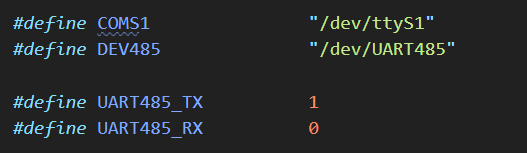 #define COMS1 "/dev/ttyS1"
#define DEV485 "/dev/UART485"
#define UART485_TX 1
#define UART485_RX 0